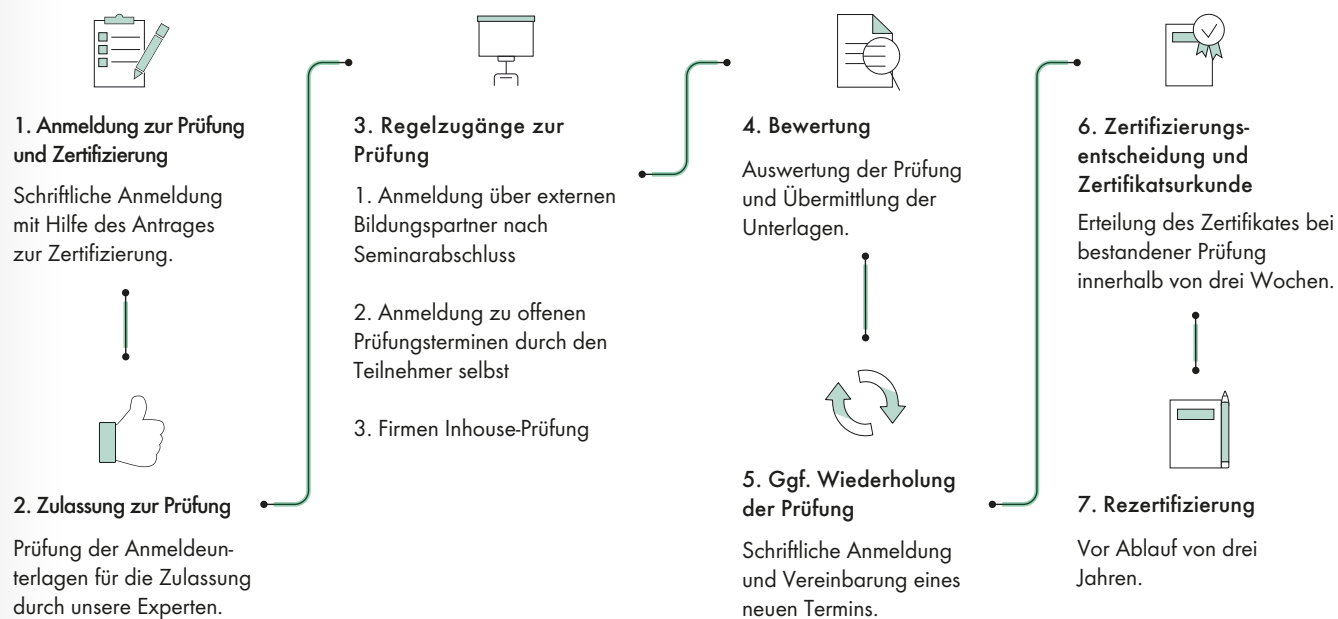 1. Anmeldung zur Prüfung
und Zertifizierung
Schriftliche Anmeldung
mit Hilfe des Antrages
zur Zertifizierung.
2. Zulassung zur Prüfung
Prüfung der Anmeldeun-
terlagen für die Zulassung
durch unsere Experten.
3. Regelzugänge zur
Prüfung
1. Anmeldung über externen
Bildungspartner nach
Seminarabschluss
2. Anmeldung zu offenen
Prüfungsterminen durch den
Teilnehmer selbst
3. Firmen Inhouse-Prüfung
4. Bewertung
Auswertung der Prüfung
und Übermittlung der
Unterlagen.
5. Ggf. Wiederholung
der Prüfung
Schriftliche Anmeldung
und Vereinbarung eines
neuen Termins.
6. Zertifizierungs-
entscheidung und
Zertifikatsurkunde
Erteilung des Zertifikates bei
bestandener Prüfung
innerhalb von drei Wochen.
7. Rezertifizierung
Vor Ablauf von drei
Jahren.